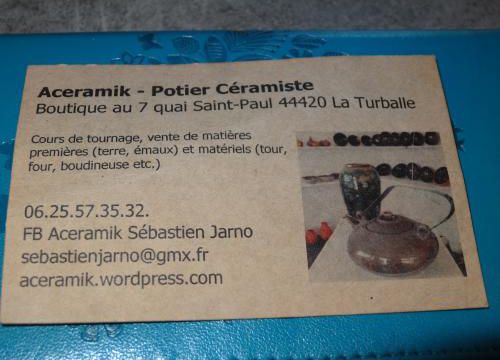 Aceramik - Potier Céramiste
Boutique au 7 quai Saint-Paul 44420 La Turballe
Cours de tournage, vente de matières
premières (terre, émaux) et matériels (tour,
four, boudineuse etc.)
06.25.57.35.32.
FB Aceramik Sébastien Jarno
sebastienjarno@gmx.fr
aceramik.wordpress.com